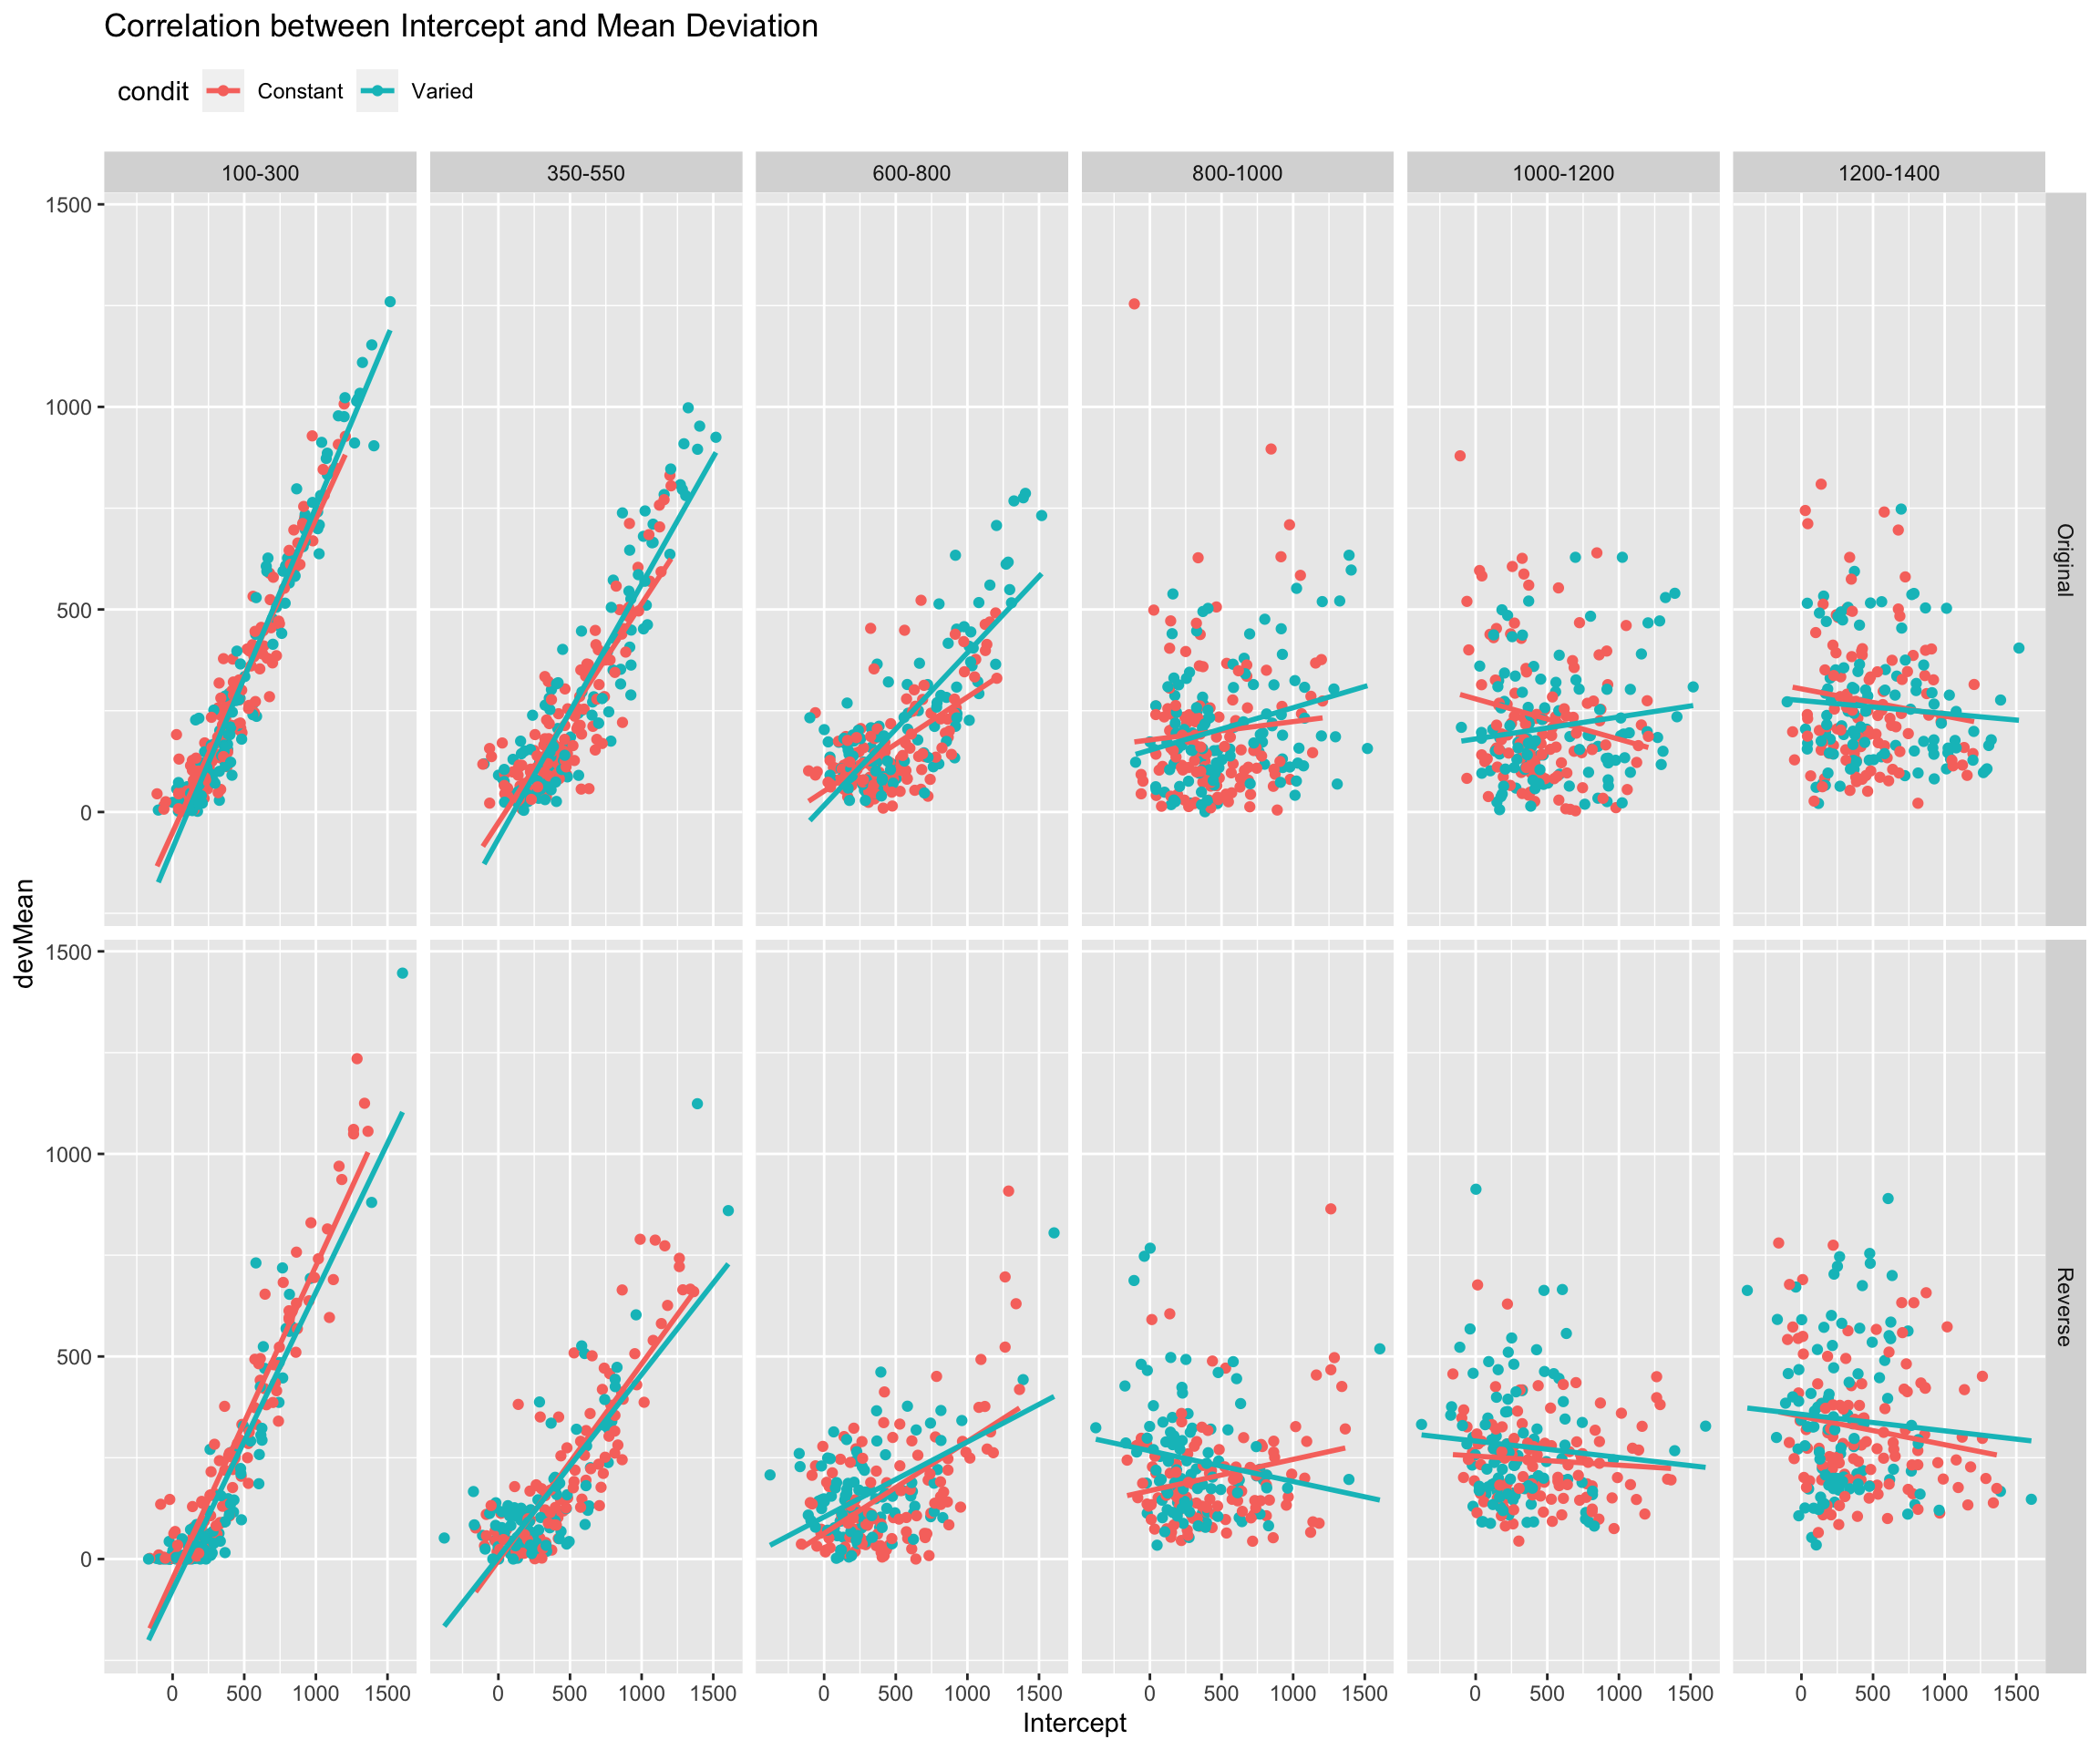 Correlation between Intercept and Mean Deviation
condit Constant Varied
100-300 350-550 600-800 800-1000 1000-1200 1200-1400
1500
1000
500
0
Original
devMean
1500
1000
500
0
Reverse
0 500 1000 1500 0 500 1000 1500 0 500 1000 1500 0 500 1000 1500 0 500 1000 1500 0 500 1000 1500
Intercept